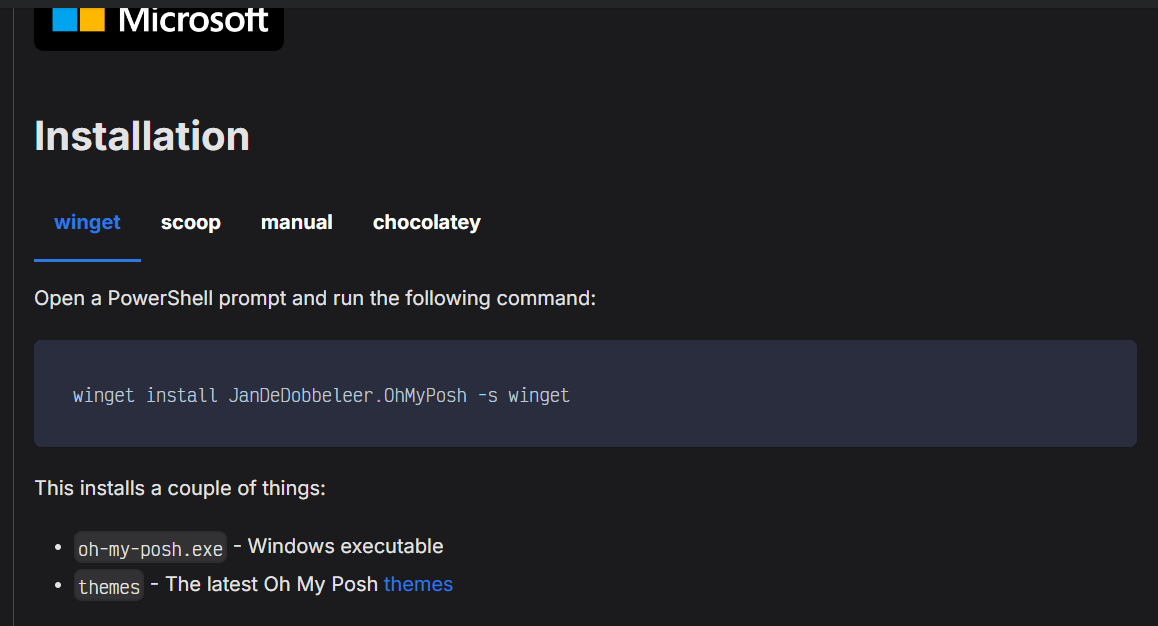 Microsoft
Installation
winget scoop manual chocolatey
Open a PowerShell prompt and run the following command:
winget install JanDeDobbeleer.OhMyPosh -s winget
This installs a couple of things:
• oh-my-posh.exe - Windows executable
• themes - The latest Oh My Posh themes